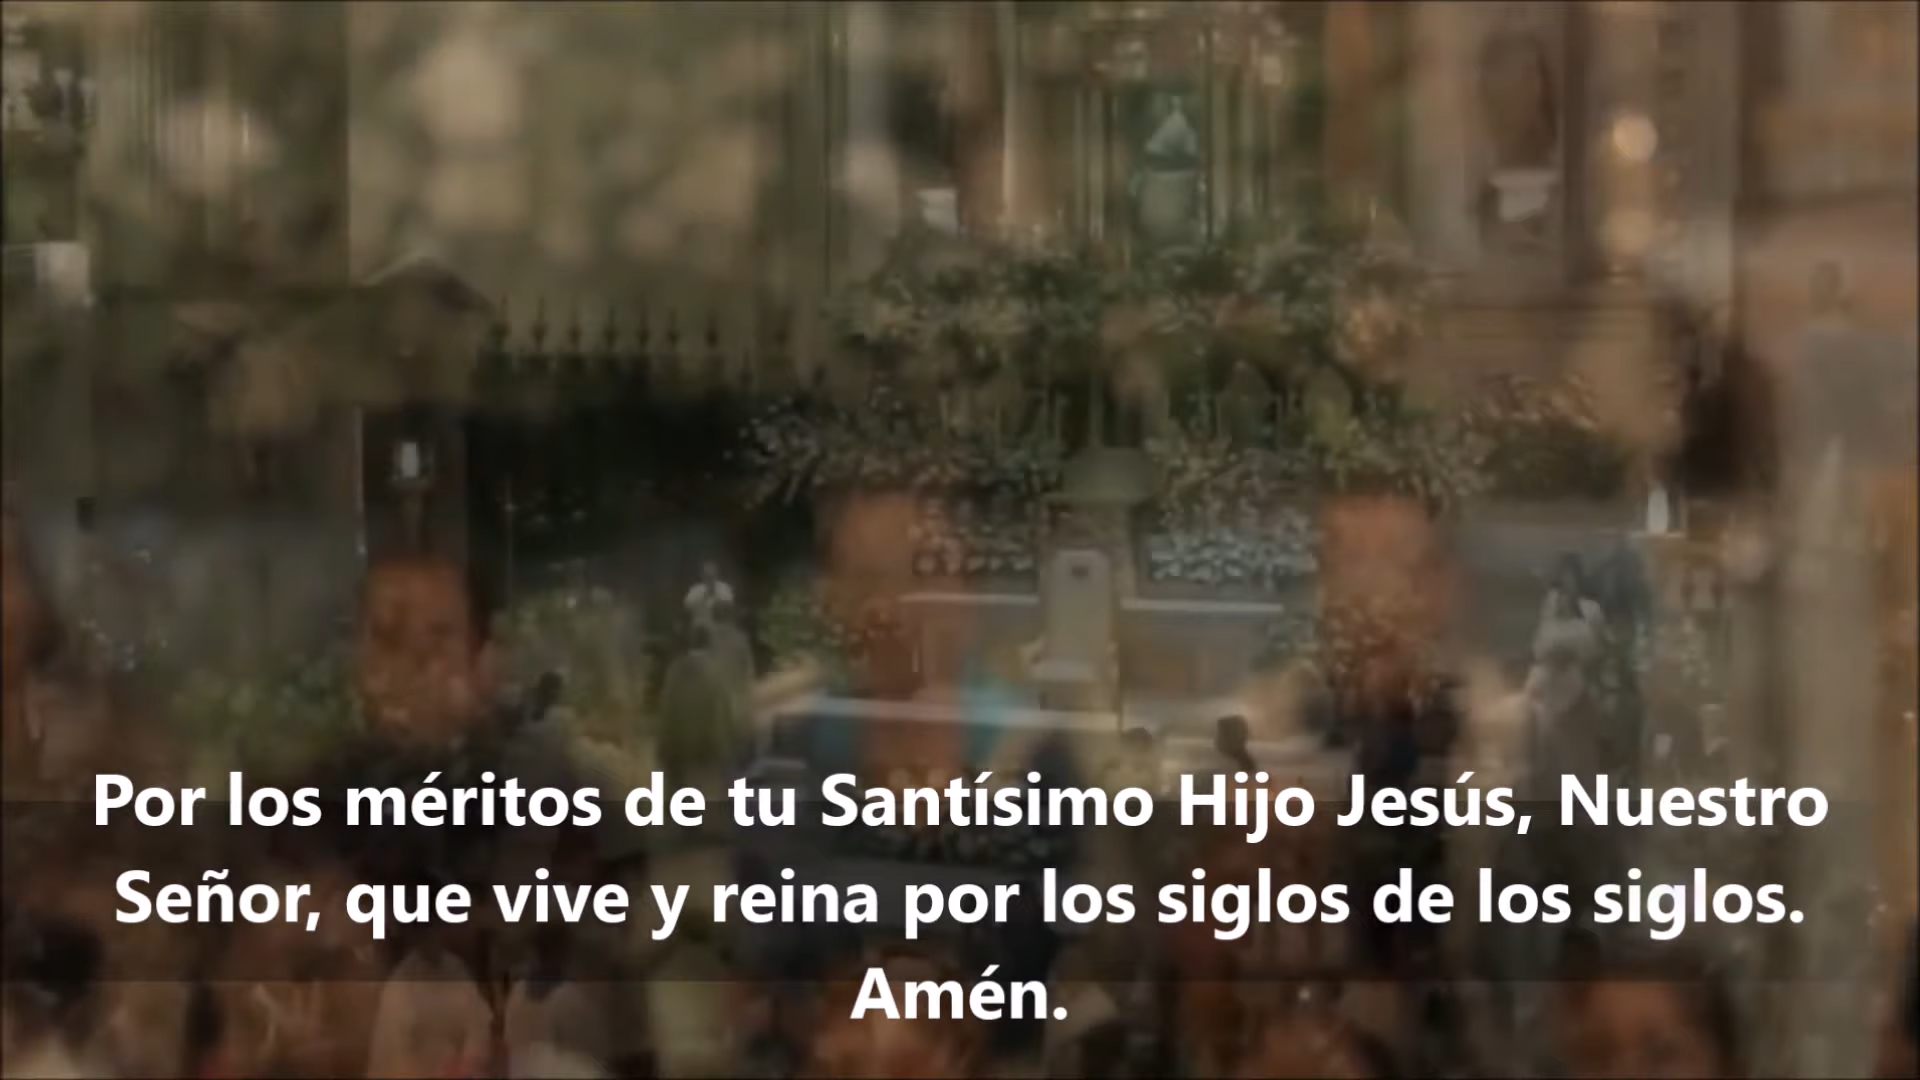 Por los méritos de tu Santísimo Hijo Jesús, Nuestro
Señor, que vive y reina por los siglos de los siglos.
Amén.